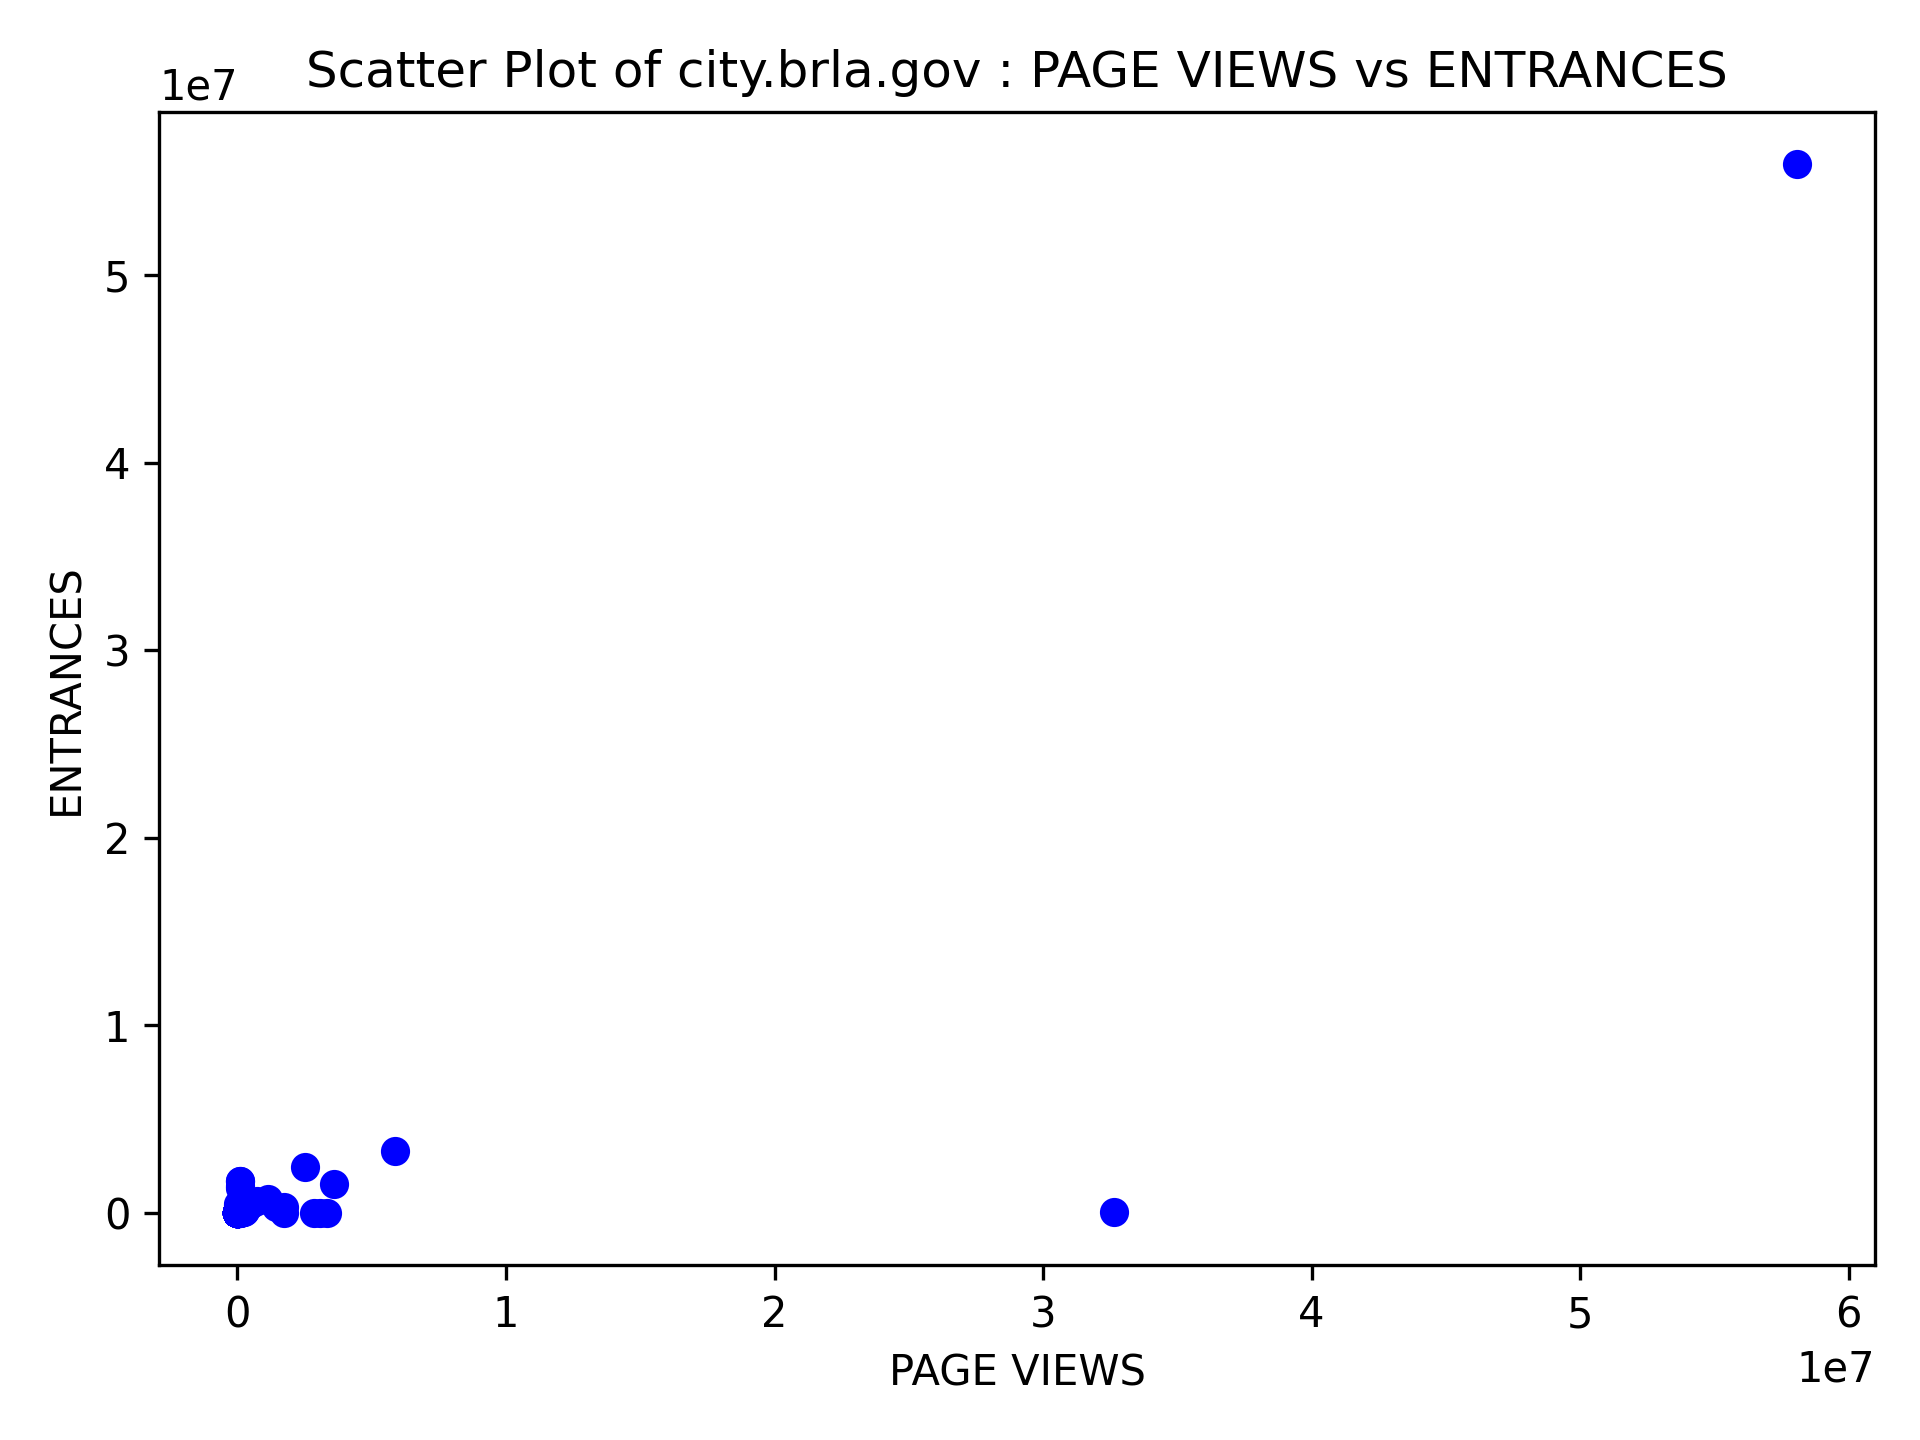 Scatter Plot of city.brla.gov : PAGE VIEWS vs ENTRANCES
1e7
5
4
3
2
1
0
ENTRANCES
0 1 2 3 4 5 6
PAGE VIEWS
1e7